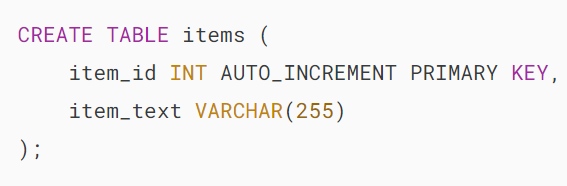 CREATE TABLE items (
    item_id INT AUTO_INCREMENT PRIMARY KEY,
    item_text VARCHAR(255)
);